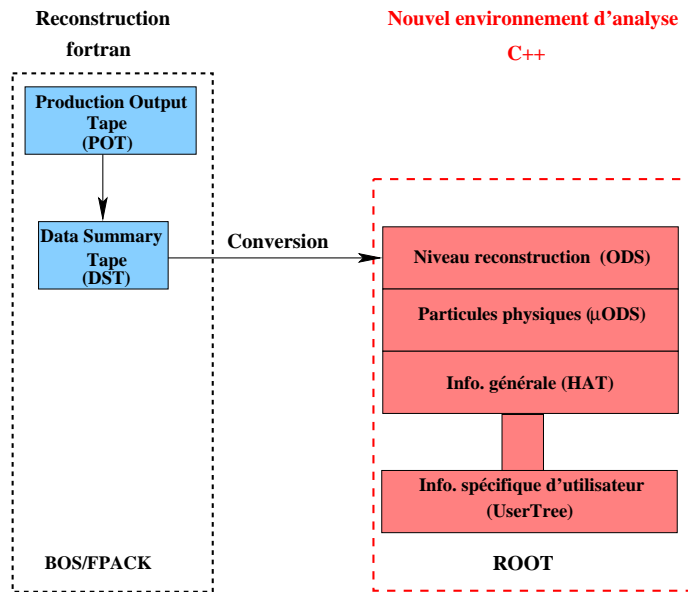 Reconstruction
fortran
Production Output
Tape
(POT)
Data Summary
Tape
(DST)
BOS/FPACK
Conversion
Nouvel environnement d'analyse
C++
Niveau reconstruction (ODS)
Particules physiques (μODS)
Info. générale (HAT)
Info. spécifique d'utilisateur
(UserTree)
ROOT